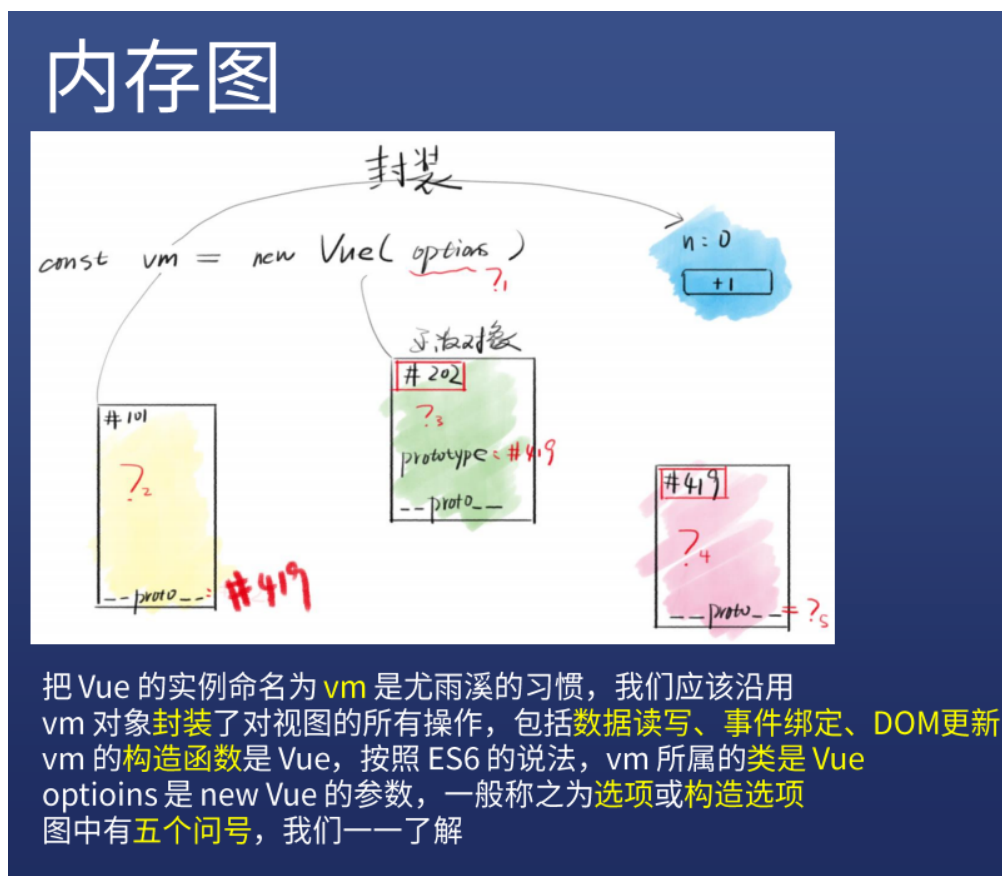 内存图
封装
const vm = new Vue( options )
?1
n:0
+1
函数对象
#202
?3
prototype:#419
__proto__
#101
?2
__proto__:#419
#419
?4
__proto__=?5
把 Vue 的实例命名为 vm 是尤雨溪的习惯，我们应该沿用
vm 对象封装了对视图的所有操作，包括数据读写、事件绑定、DOM更新
vm 的构造函数是 Vue，按照 ES6 的说法，vm 所属的类是 Vue
optioins 是 new Vue 的参数，一般称之为选项或构造选项
图中有五个问号，我们一一了解